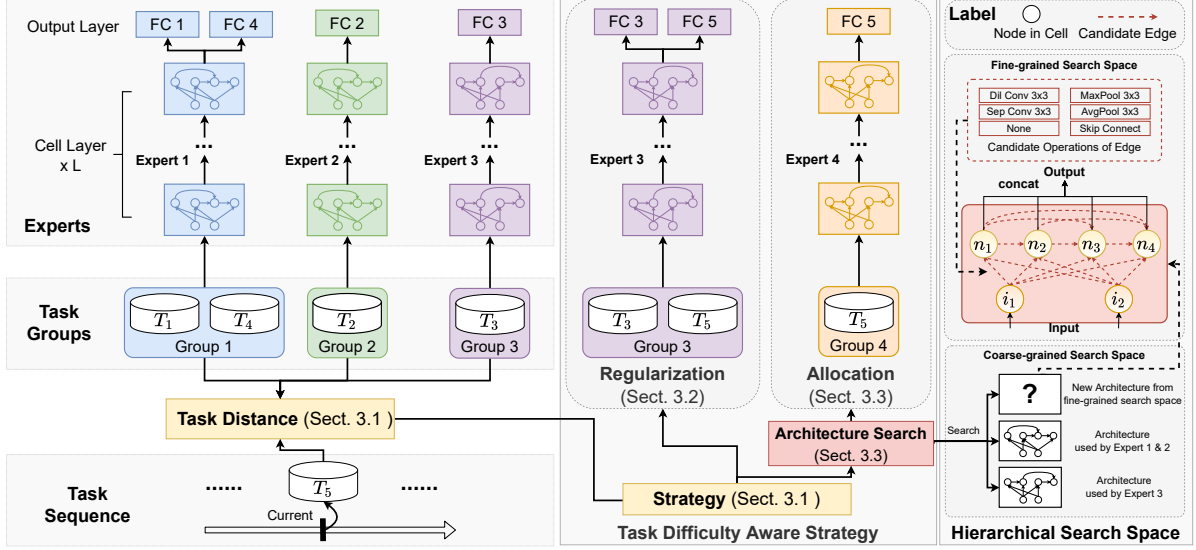 Output Layer
FC 1
FC 4
FC 2
FC 3
Cell Layer
x L
...
...
...
Expert 1
Expert 2
Expert 3
Experts
Task
Groups
T1
T4
Group 1
T2
Group 2
T3
Group 3
Task Distance (Sect. 3.1 )
Task
Sequence
......
T5
......
Current
FC 3
FC 5
...
Expert 3
T3
T5
Group 3
Regularization
(Sect. 3.2)
FC 5
...
Expert 4
T5
Group 4
Allocation
(Sect. 3.3)
Architecture Search
(Sect. 3.3)
Strategy (Sect. 3.1 )
Task Difficulty Aware Strategy
Label
Node in Cell
Candidate Edge
Fine-grained Search Space
Dil Conv 3x3
MaxPool 3x3
Sep Conv 3x3
AvgPool 3x3
None
Skip Connect
Candidate Operations of Edge
Output
concat
n1
n2
n3
n4
i1
i2
Input
Coarse-grained Search Space
?
New Architecture from
fine-grained search space
Search
Architecture
used by Expert 1 & 2
Architecture
used by Expert 3
Hierarchical Search Space